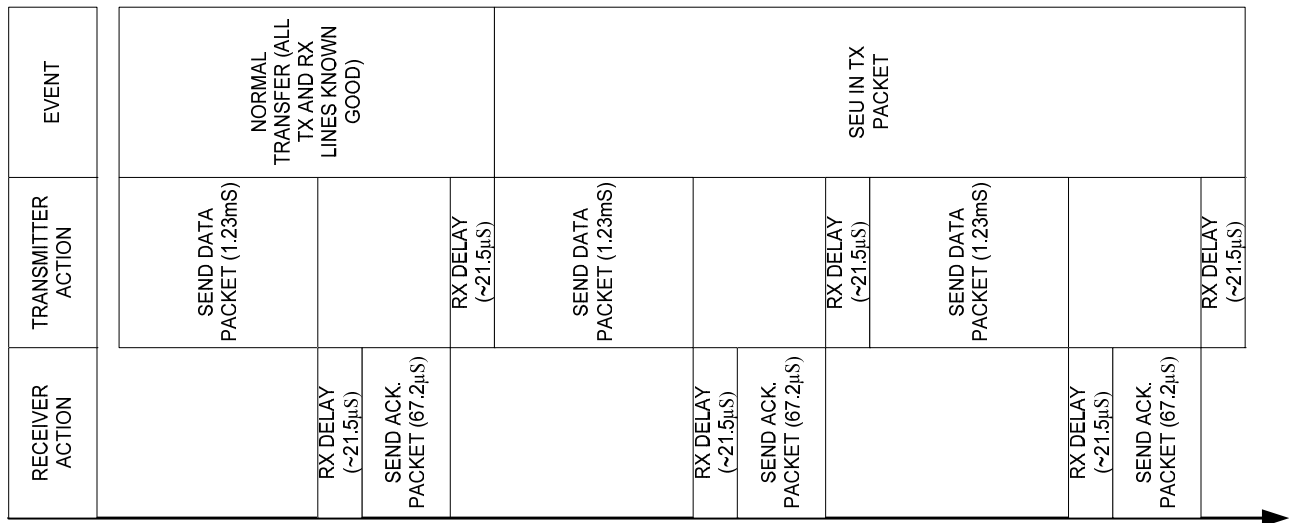 EVENT
NORMAL
TRANSFER (ALL
TX AND RX
LINES KNOWN
GOOD)
SEU IN TX
PACKET
TRANSMITTER
ACTION
SEND DATA
PACKET (1.23mS)
RX DELAY
(~21.5µS)
SEND DATA
PACKET (1.23mS)
RX DELAY
(~21.5µS)
SEND DATA
PACKET (1.23mS)
RX DELAY
(~21.5µS)
RECEIVER
ACTION
RX DELAY
(~21.5µS)
SEND ACK.
PACKET (67.2µS)
RX DELAY
(~21.5µS)
SEND ACK.
PACKET (67.2µS)
RX DELAY
(~21.5µS)
SEND ACK.
PACKET (67.2µS)